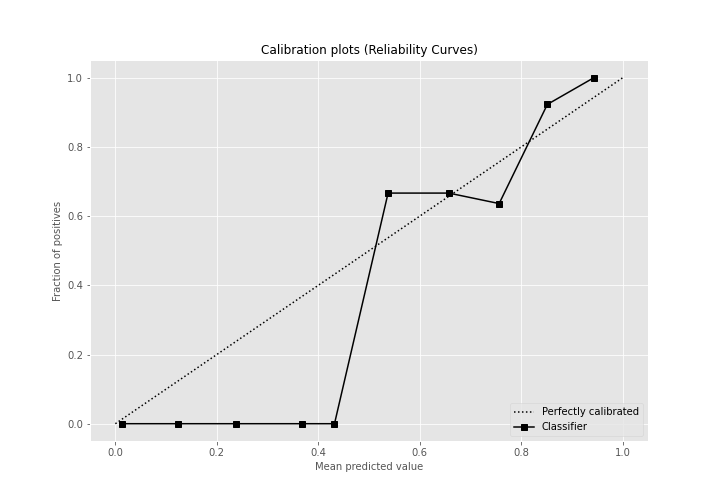 Calibration plots (Reliability Curves)
Fraction of positives
1.0
0.8
0.6
0.4
0.2
0.0
0.0 0.2 0.4 0.6 0.8 1.0
Mean predicted value
Perfectly calibrated
Classifier